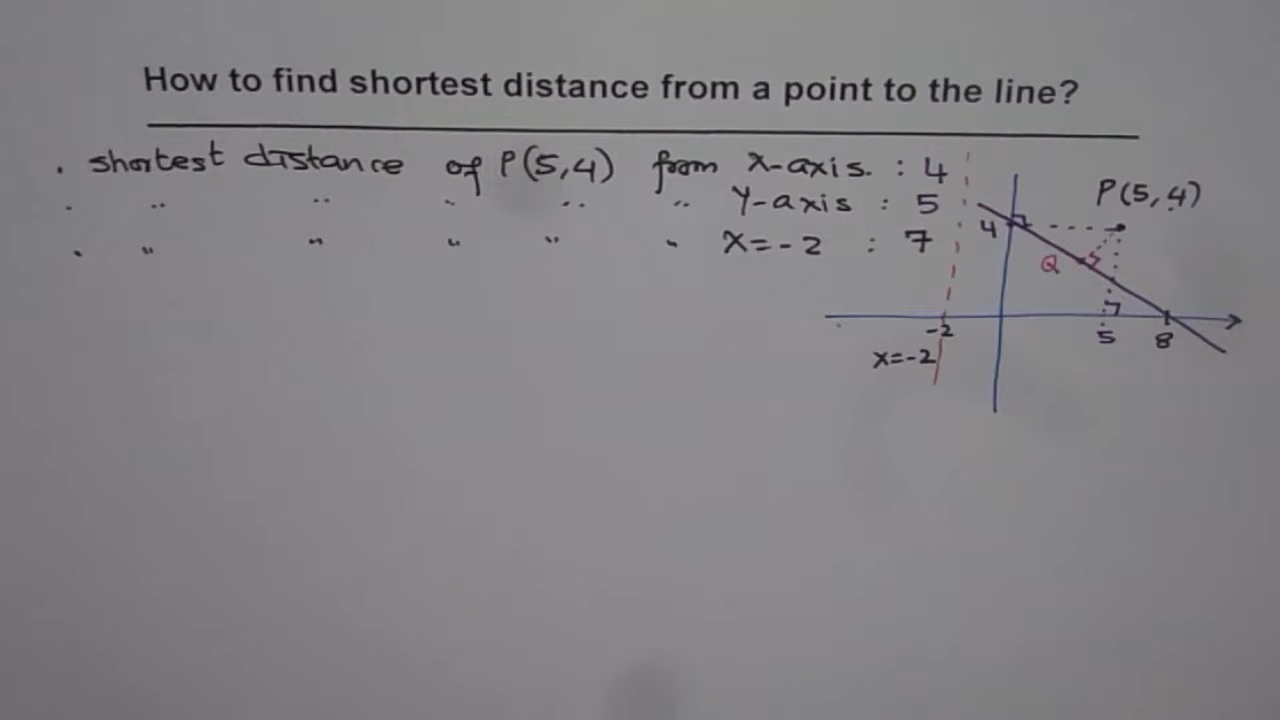 How to find shortest distance from a point to the line?
. shortest distance of P(5,4) from x-axis. : 4
. " " " " " Y-axis : 5
. " " " " " X=-2 : 7
P(5,4)
4
Q
-2
5
8
x=-2